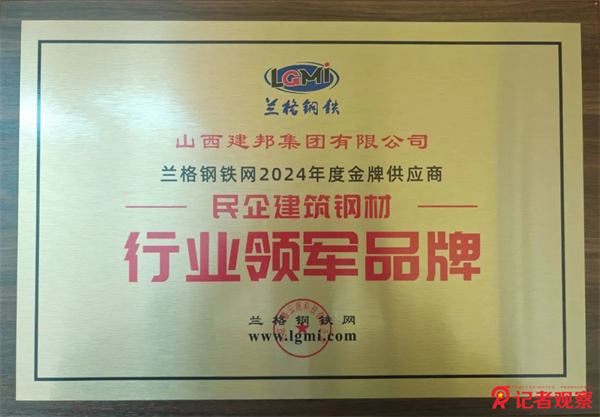 LGMi
兰格钢铁
山西建邦集团有限公司
兰格钢铁网2024年度金牌供应商
民企建筑钢材
行业领军品牌
兰格钢铁网
www.lgmi.com
记者观察